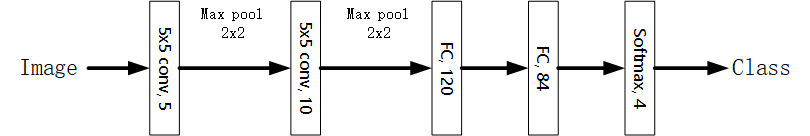 Image
5x5 conv, 5
Max pool
2x2
5x5 conv, 10
Max pool
2x2
FC, 120
FC, 84
Softmax, 4
Class